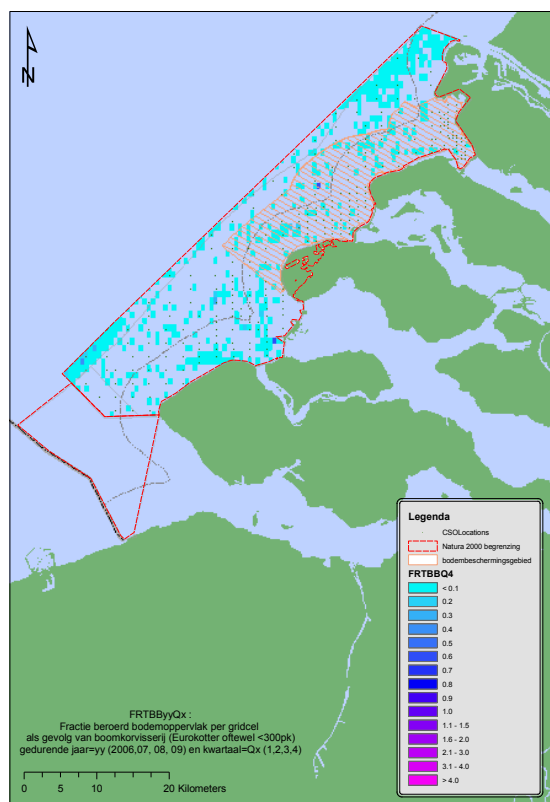 N
Legenda
CSOLocations
Natura 2000 begrenzing
bodembeschermingsgebied
FRTBBQ4
< 0.1
0.2
0.3
0.4
0.5
0.6
0.7
0.8
0.9
1.0
1.1 - 1.5
1.6 - 2.0
2.1 - 3.0
3.1 - 4.0
> 4.0
FRTBByyQx :
Fractie beroerd bodemoppervlak per gridcel
als gevolg van boomkorvisserij (Eurokotter oftewel <300pk)
gedurende jaar=yy (2006,07, 08, 09) en kwartaal=Qx (1,2,3,4)
0 5 10 20 Kilometers